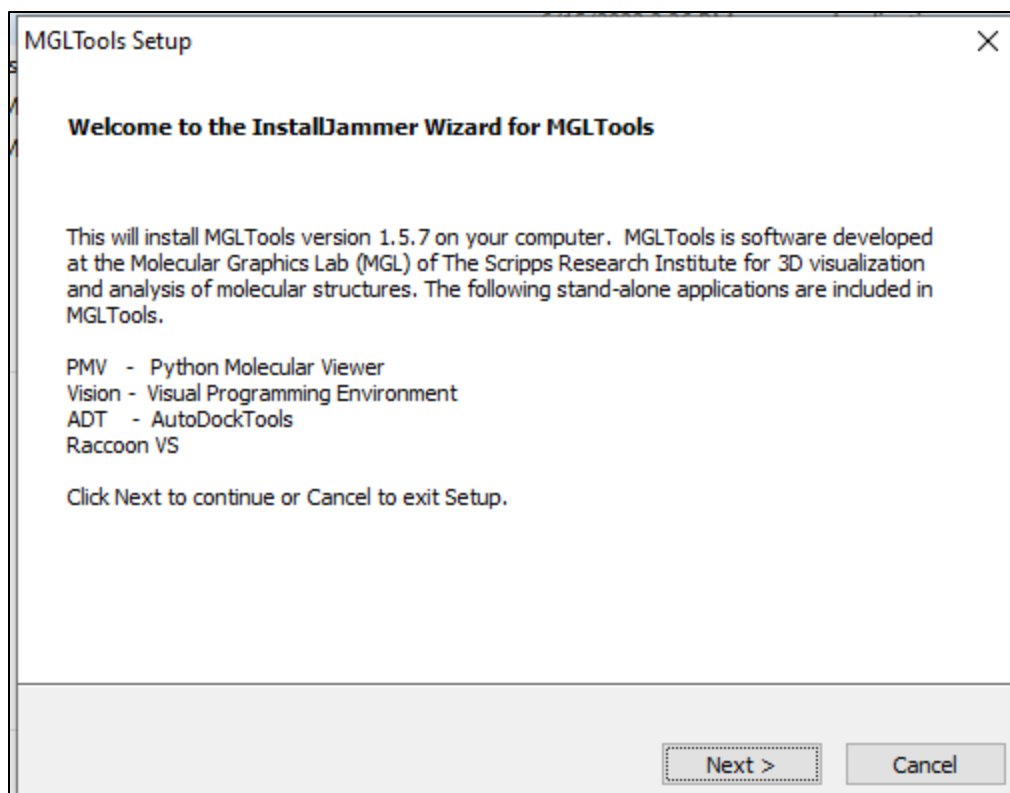 MGLTools Setup
Welcome to the InstallJammer Wizard for MGLTools
This will install MGLTools version 1.5.7 on your computer.  MGLTools is software developed
at the Molecular Graphics Lab (MGL) of The Scripps Research Institute for 3D visualization
and analysis of molecular structures. The following stand-alone applications are included in
MGLTools.
PMV   -   Python Molecular Viewer
Vision -  Visual Programming Environment
ADT    -  AutoDockTools
Raccoon VS
Click Next to continue or Cancel to exit Setup.
Next >
Cancel